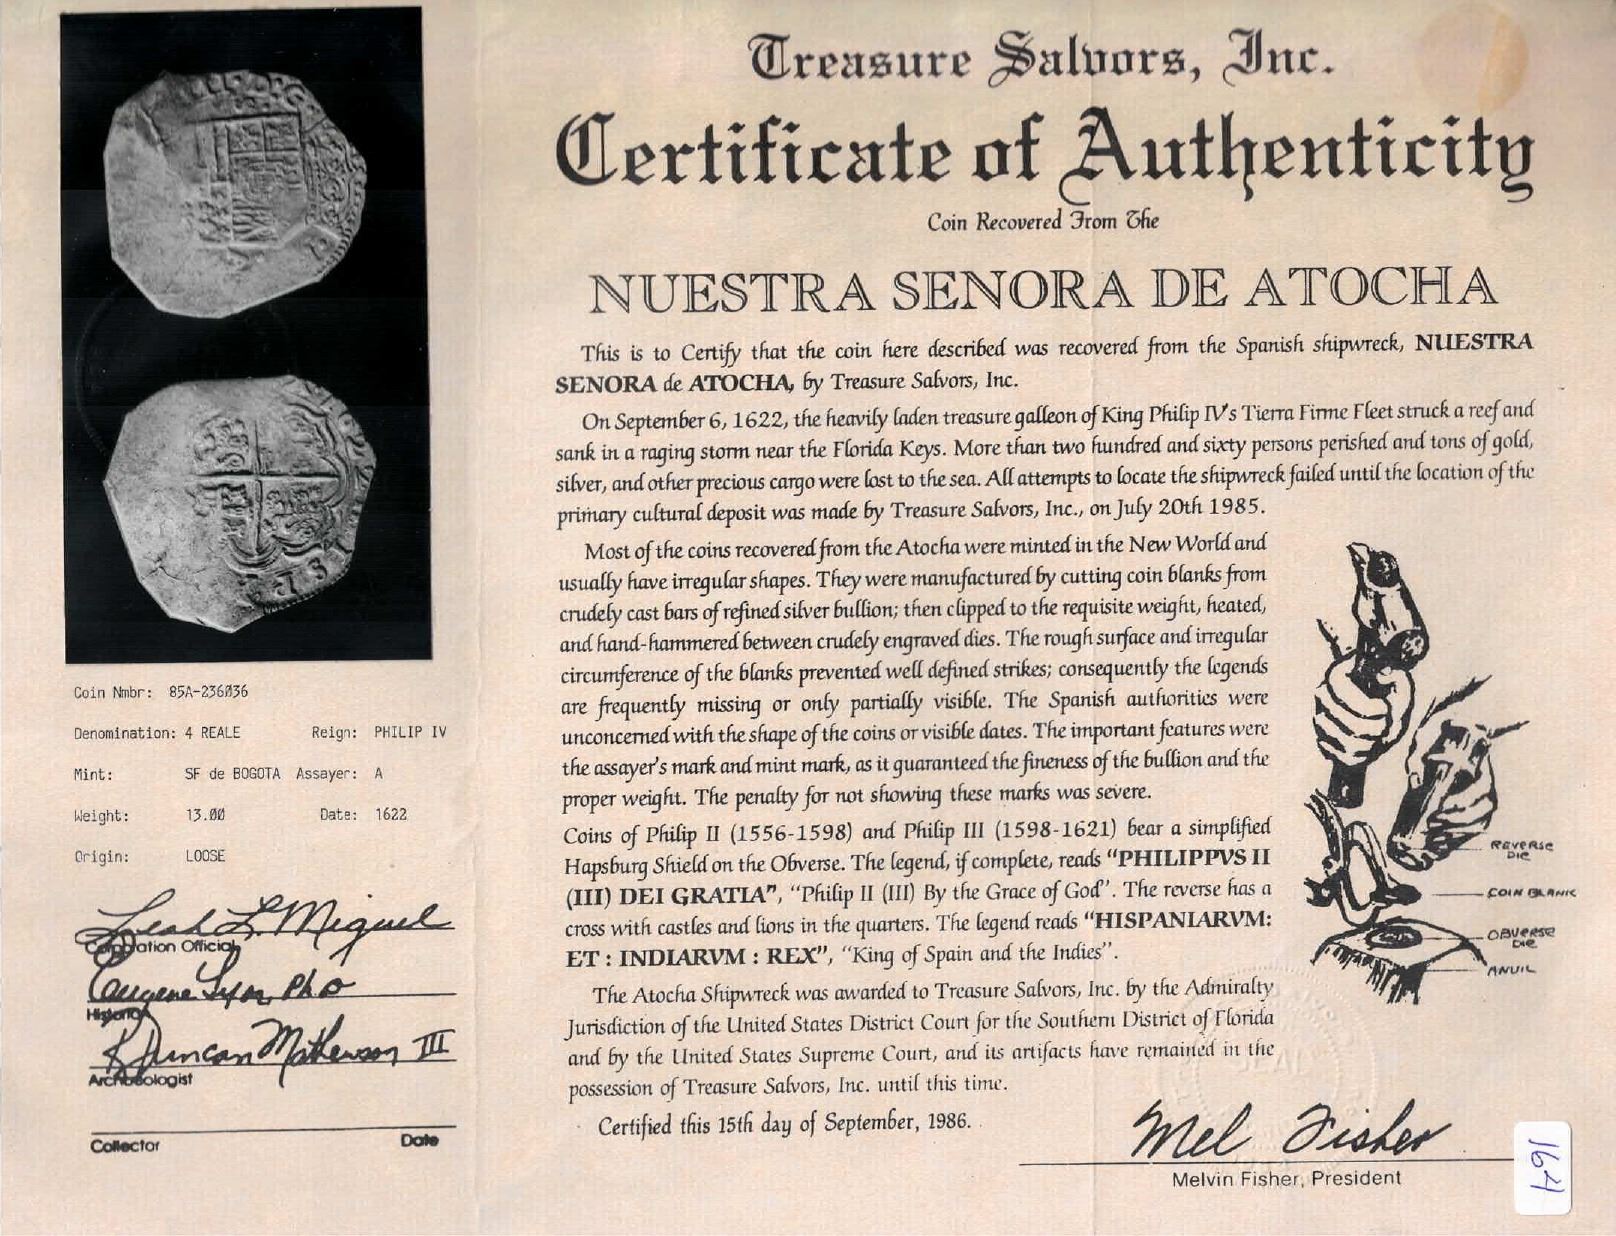 Treasure Salvors, Inc.
Certificate of Authenticity
Coin Recovered From The
NUESTRA SENORA DE ATOCHA
This is to Certify that the coin here described was recovered from the Spanish shipwreck, NUESTRA
SENORA de ATOCHA, by Treasure Salvors, Inc.
On September 6, 1622, the heavily laden treasure galleon of King Philip IV's Tierra Firme Fleet struck a reef and
sank in a raging storm near the Florida Keys. More than two hundred and sixty persons perished and tons of gold,
silver, and other precious cargo were lost to the sea. All attempts to locate the shipwreck failed until the location of the
primary cultural deposit was made by Treasure Salvors, Inc., on July 20th 1985.
Most of the coins recovered from the Atocha were minted in the New World and
usually have irregular shapes. They were manufactured by cutting coin blanks from
crudely cast bars of refined silver bullion; then clipped to the requisite weight, heated,
and hand-hammered between crudely engraved dies. The rough surface and irregular
circumference of the blanks prevented well defined strikes; consequently the legends
are frequently missing or only partially visible. The Spanish authorities were
unconcerned with the shape of the coins or visible dates. The important features were
the assayer's mark and mint mark, as it guaranteed the fineness of the bullion and the
proper weight. The penalty for not showing these marks was severe.
Coins of Philip II (1556-1598) and Philip III (1598-1621) bear a simplified
Hapsburg Shield on the Obverse. The legend, if complete, reads "PHILIPPVS II
(III) DEI GRATIA", "Philip II (III) By the Grace of God". The reverse has a
cross with castles and lions in the quarters. The legend reads "HISPANIARVM:
ET : INDIARVM : REX", "King of Spain and the Indies".
The Atocha Shipwreck was awarded to Treasure Salvors, Inc. by the Admiralty
Jurisdiction of the United States District Court for the Southern District of Florida
and by the United States Supreme Court, and its artifacts have remained in the
possession of Treasure Salvors, Inc. until this time.
Certified this 15th day of September, 1986.
Mel Fisher
Melvin Fisher, President
REVERSE
DIE
COIN BLANK
OBVERSE
DIE
ANVIL
SEAL
164
Coin Nmbr: 85A-236036
Denomination: 4 REALE Reign: PHILIP IV
Mint: SF de BOGOTA Assayer: A
Weight: 13.00 Date: 1622
Origin: LOOSE
Leah L. Miguel
Corporation Official
Eugene Lyon, PhD
Historian
R Duncan Mathewson III
Archaeologist
Collector Date